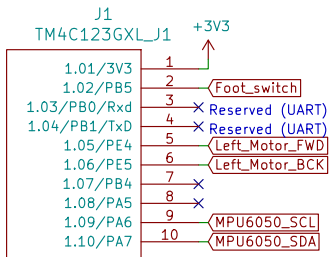 J1
TM4C123GXL_J1
+3V3
1.01/3V3 1
1.02/PB5 2 Foot_switch
1.03/PB0/Rxd 3 Reserved (UART)
1.04/PB1/TxD 4 Reserved (UART)
1.05/PE4 5 Left_Motor_FWD
1.06/PE5 6 Left_Motor_BCK
1.07/PB4 7
1.08/PA5 8
1.09/PA6 9 MPU6050_SCL
1.10/PA7 10 MPU6050_SDA